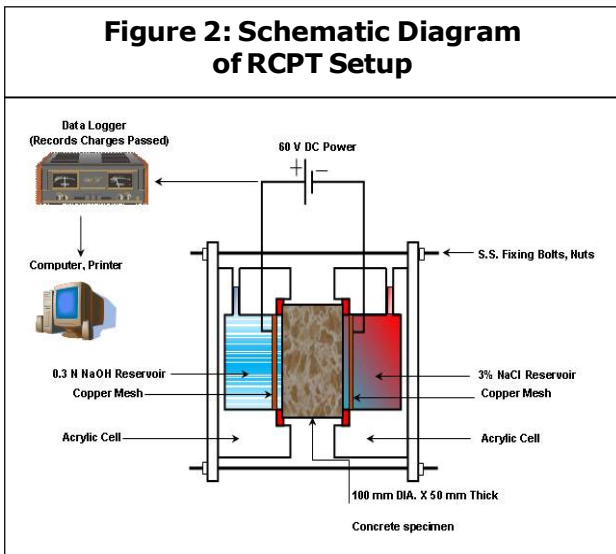 Figure 2: Schematic Diagram
of RCPT Setup
Data Logger
(Records Charges Passed)
60 V DC Power
+ −
S.S. Fixing Bolts, Nuts
Computer, Printer
0.3 N NaOH Reservoir
3% NaCl Reservoir
Copper Mesh
Copper Mesh
Acrylic Cell
Acrylic Cell
100 mm DIA. X 50 mm Thick
Concrete specimen